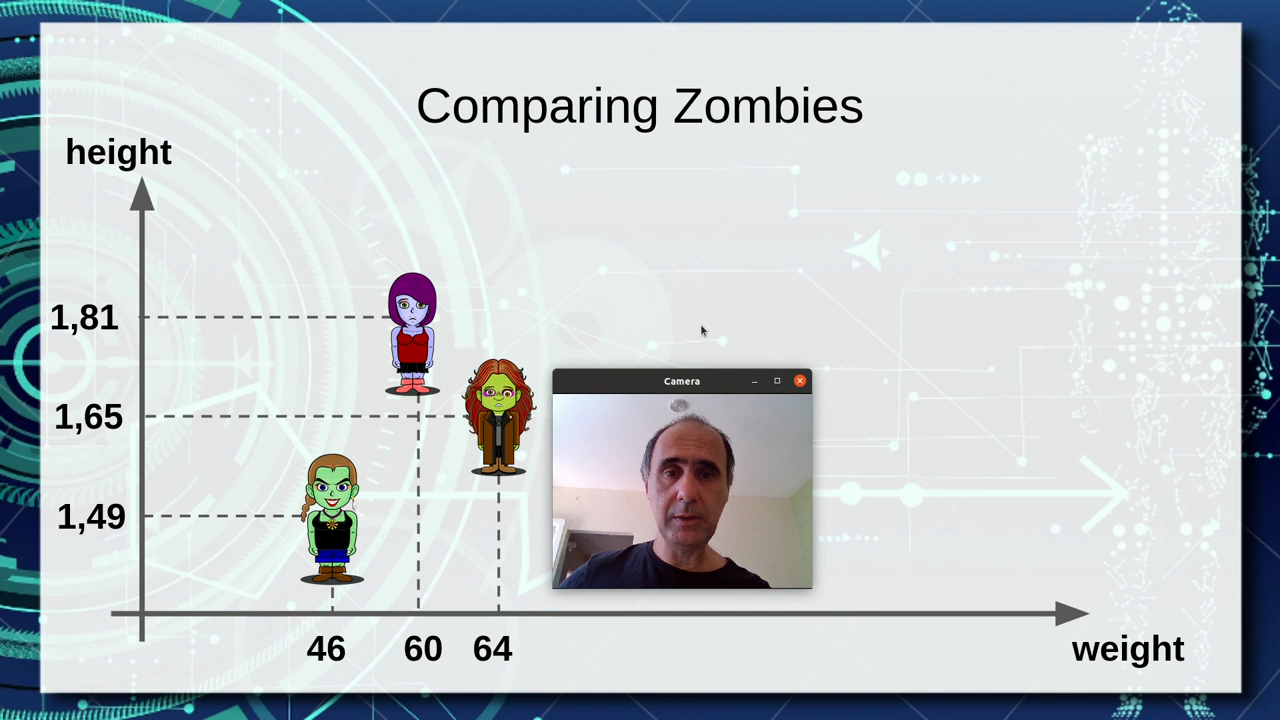 Comparing Zombies
height
1,81
Camera
1,65
1,49
46 60 64
weight